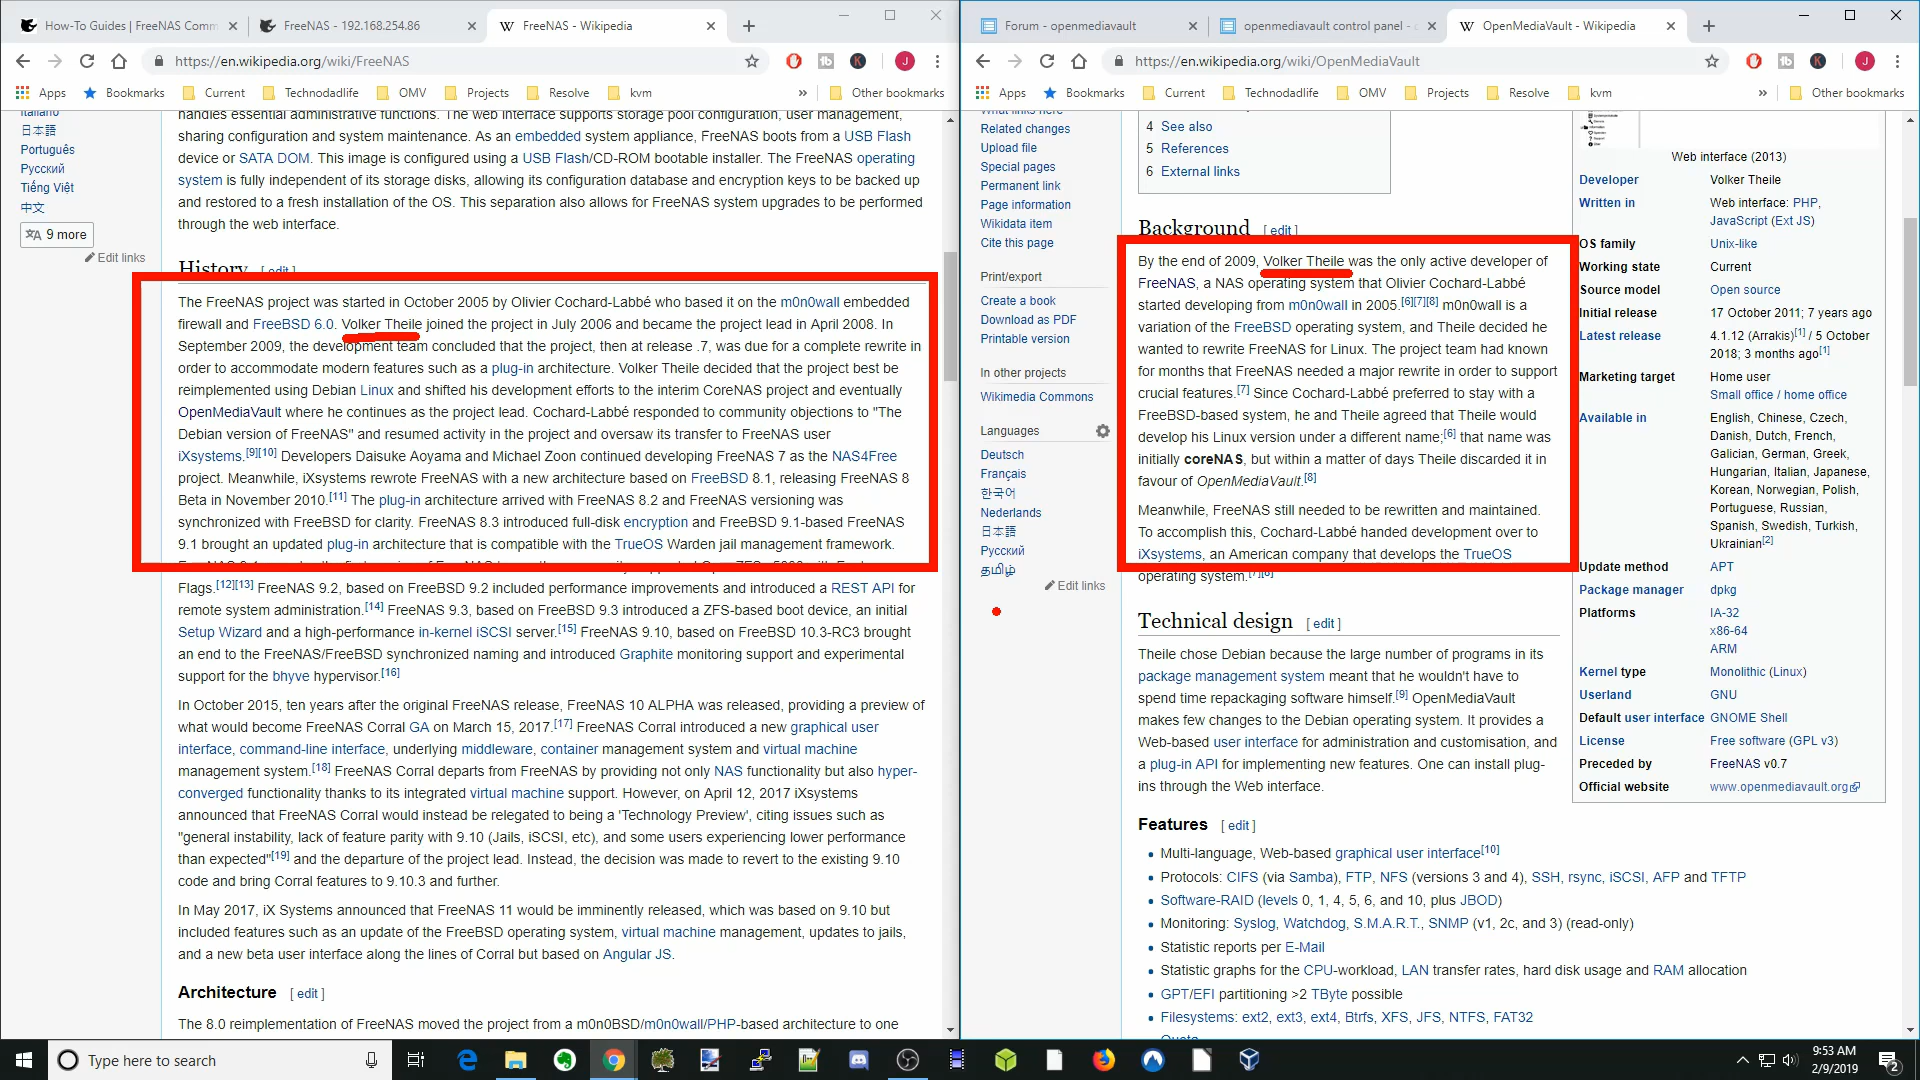 How-To Guides | FreeNAS Comm
FreeNAS - 192.168.254.86
FreeNAS - Wikipedia
https://en.wikipedia.org/wiki/FreeNAS
Apps
Bookmarks
Current
Technodadlife
OMV
Projects
Resolve
kvm
»
Other bookmarks
Italiano
日本語
Português
Русский
Tiếng Việt
中文
9 more
Edit links
handles essential administrative functions. The web interface supports storage pool configuration, user management,
sharing configuration and system maintenance. As an embedded system appliance, FreeNAS boots from a USB Flash
device or SATA DOM. This image is configured using a USB Flash/CD-ROM bootable installer. The FreeNAS operating
system is fully independent of its storage disks, allowing its configuration database and encryption keys to be backed up
and restored to a fresh installation of the OS. This separation also allows for FreeNAS system upgrades to be performed
through the web interface.
History [ edit ]
The FreeNAS project was started in October 2005 by Olivier Cochard-Labbé who based it on the m0n0wall embedded
firewall and FreeBSD 6.0. Volker Theile joined the project in July 2006 and became the project lead in April 2008. In
September 2009, the development team concluded that the project, then at release .7, was due for a complete rewrite in
order to accommodate modern features such as a plug-in architecture. Volker Theile decided that the project best be
reimplemented using Debian Linux and shifted his development efforts to the interim CoreNAS project and eventually
OpenMediaVault where he continues as the project lead. Cochard-Labbé responded to community objections to "The
Debian version of FreeNAS" and resumed activity in the project and oversaw its transfer to FreeNAS user
iXsystems.[9][10] Developers Daisuke Aoyama and Michael Zoon continued developing FreeNAS 7 as the NAS4Free
project. Meanwhile, iXsystems rewrote FreeNAS with a new architecture based on FreeBSD 8.1, releasing FreeNAS 8
Beta in November 2010.[11] The plug-in architecture arrived with FreeNAS 8.2 and FreeNAS versioning was
synchronized with FreeBSD for clarity. FreeNAS 8.3 introduced full-disk encryption and FreeBSD 9.1-based FreeNAS
9.1 brought an updated plug-in architecture that is compatible with the TrueOS Warden jail management framework.
Flags.[12][13] FreeNAS 9.2, based on FreeBSD 9.2 included performance improvements and introduced a REST API for
remote system administration.[14] FreeNAS 9.3, based on FreeBSD 9.3 introduced a ZFS-based boot device, an initial
Setup Wizard and a high-performance in-kernel iSCSI server.[15] FreeNAS 9.10, based on FreeBSD 10.3-RC3 brought
an end to the FreeNAS/FreeBSD synchronized naming and introduced Graphite monitoring support and experimental
support for the bhyve hypervisor.[16]
In October 2015, ten years after the original FreeNAS release, FreeNAS 10 ALPHA was released, providing a preview of
what would become FreeNAS Corral GA on March 15, 2017.[17] FreeNAS Corral introduced a new graphical user
interface, command-line interface, underlying middleware, container management system and virtual machine
management system.[18] FreeNAS Corral departs from FreeNAS by providing not only NAS functionality but also hyper-
converged functionality thanks to its integrated virtual machine support. However, on April 12, 2017 iXsystems
announced that FreeNAS Corral would instead be relegated to being a 'Technology Preview', citing issues such as
"general instability, lack of feature parity with 9.10 (Jails, iSCSI, etc), and some users experiencing lower performance
than expected"[19] and the departure of the project lead. Instead, the decision was made to revert to the existing 9.10
code and bring Corral features to 9.10.3 and further.
In May 2017, iX Systems announced that FreeNAS 11 would be imminently released, which was based on 9.10 but
included features such as an update of the FreeBSD operating system, virtual machine management, updates to jails,
and a new beta user interface along the lines of Corral but based on Angular JS.
Architecture [ edit ]
The 8.0 reimplementation of FreeNAS moved the project from a m0n0BSD/m0n0wall/PHP-based architecture to one
Forum - openmediavault
openmediavault control panel -
OpenMediaVault - Wikipedia
https://en.wikipedia.org/wiki/OpenMediaVault
Apps
Bookmarks
Current
Technodadlife
OMV
Projects
Resolve
kvm
»
Other bookmarks
What links here
Related changes
Upload file
Special pages
Permanent link
Page information
Wikidata item
Cite this page
Print/export
Create a book
Download as PDF
Printable version
In other projects
Wikimedia Commons
Languages
Deutsch
Français
한국어
Nederlands
日本語
Русский
தமிழ்
Edit links
4 See also
5 References
6 External links
Background [ edit ]
By the end of 2009, Volker Theile was the only active developer of
FreeNAS, a NAS operating system that Olivier Cochard-Labbé
started developing from m0n0wall in 2005.[6][7][8] m0n0wall is a
variation of the FreeBSD operating system, and Theile decided he
wanted to rewrite FreeNAS for Linux. The project team had known
for months that FreeNAS needed a major rewrite in order to support
crucial features.[7] Since Cochard-Labbé preferred to stay with a
FreeBSD-based system, he and Theile agreed that Theile would
develop his Linux version under a different name;[6] that name was
initially coreNAS, but within a matter of days Theile discarded it in
favour of OpenMediaVault.[8]
Meanwhile, FreeNAS still needed to be rewritten and maintained.
To accomplish this, Cochard-Labbé handed development over to
iXsystems, an American company that develops the TrueOS
operating system.[7][8]
Technical design [ edit ]
Theile chose Debian because the large number of programs in its
package management system meant that he wouldn't have to
spend time repackaging software himself.[9] OpenMediaVault
makes few changes to the Debian operating system. It provides a
Web-based user interface for administration and customisation, and
a plug-in API for implementing new features. One can install plug-
ins through the Web interface.
Features [ edit ]
Multi-language, Web-based graphical user interface[10]
Protocols: CIFS (via Samba), FTP, NFS (versions 3 and 4), SSH, rsync, iSCSI, AFP and TFTP
Software-RAID (levels 0, 1, 4, 5, 6, and 10, plus JBOD)
Monitoring: Syslog, Watchdog, S.M.A.R.T., SNMP (v1, 2c, and 3) (read-only)
Statistic reports per E-Mail
Statistic graphs for the CPU-workload, LAN transfer rates, hard disk usage and RAM allocation
GPT/EFI partitioning >2 TByte possible
Filesystems: ext2, ext3, ext4, Btrfs, XFS, JFS, NTFS, FAT32
Quota
Web interface (2013)
Developer Volker Theile
Written in Web interface: PHP,
JavaScript (Ext JS)
OS family Unix-like
Working state Current
Source model Open source
Initial release 17 October 2011; 7 years ago
Latest release 4.1.12 (Arrakis)[1] / 5 October
2018; 3 months ago[1]
Marketing target Home user
Small office / home office
Available in English, Chinese, Czech,
Danish, Dutch, French,
Galician, German, Greek,
Hungarian, Italian, Japanese,
Korean, Norwegian, Polish,
Portuguese, Russian,
Spanish, Swedish, Turkish,
Ukrainian[2]
Update method APT
Package manager dpkg
Platforms IA-32
x86-64
ARM
Kernel type Monolithic (Linux)
Userland GNU
Default user interface GNOME Shell
License Free software (GPL v3)
Preceded by FreeNAS v0.7
Official website www.openmediavault.org
Type here to search
9:53 AM
2/9/2019
2